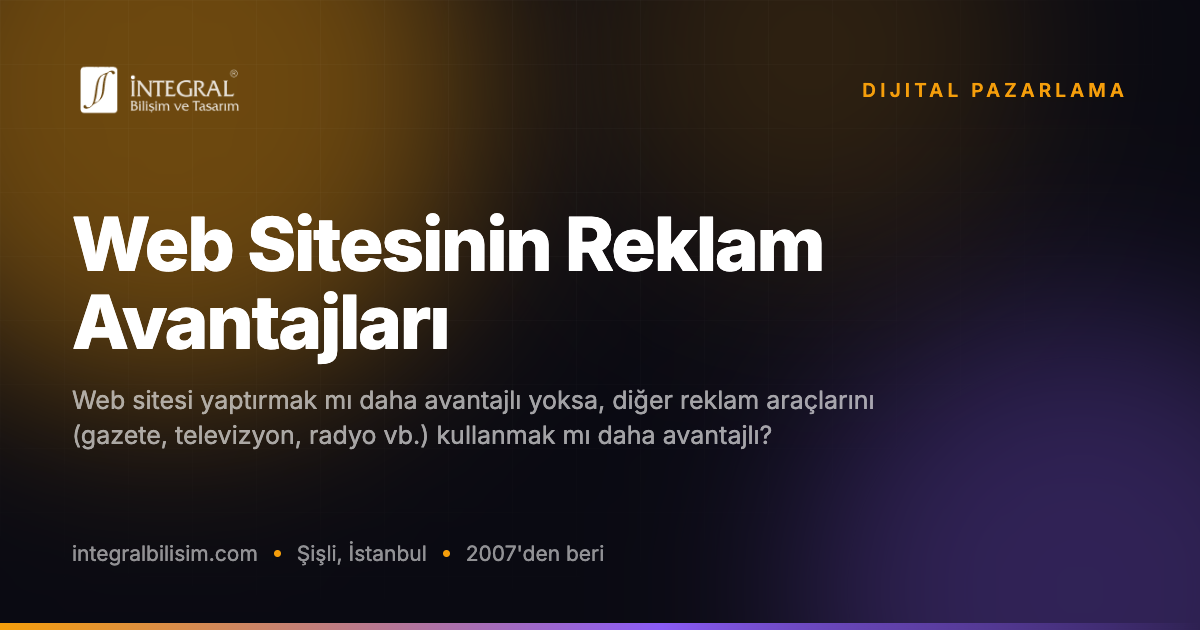 İNTEGRAL®
Bilişim ve Tasarım
DIJITAL PAZARLAMA
Web Sitesinin Reklam
Avantajları
Web sitesi yaptırmak mı daha avantajlı yoksa, diğer reklam araçlarını
(gazete, televizyon, radyo vb.) kullanmak mı daha avantajlı?
integralbilisim.com • Şişli, İstanbul • 2007'den beri